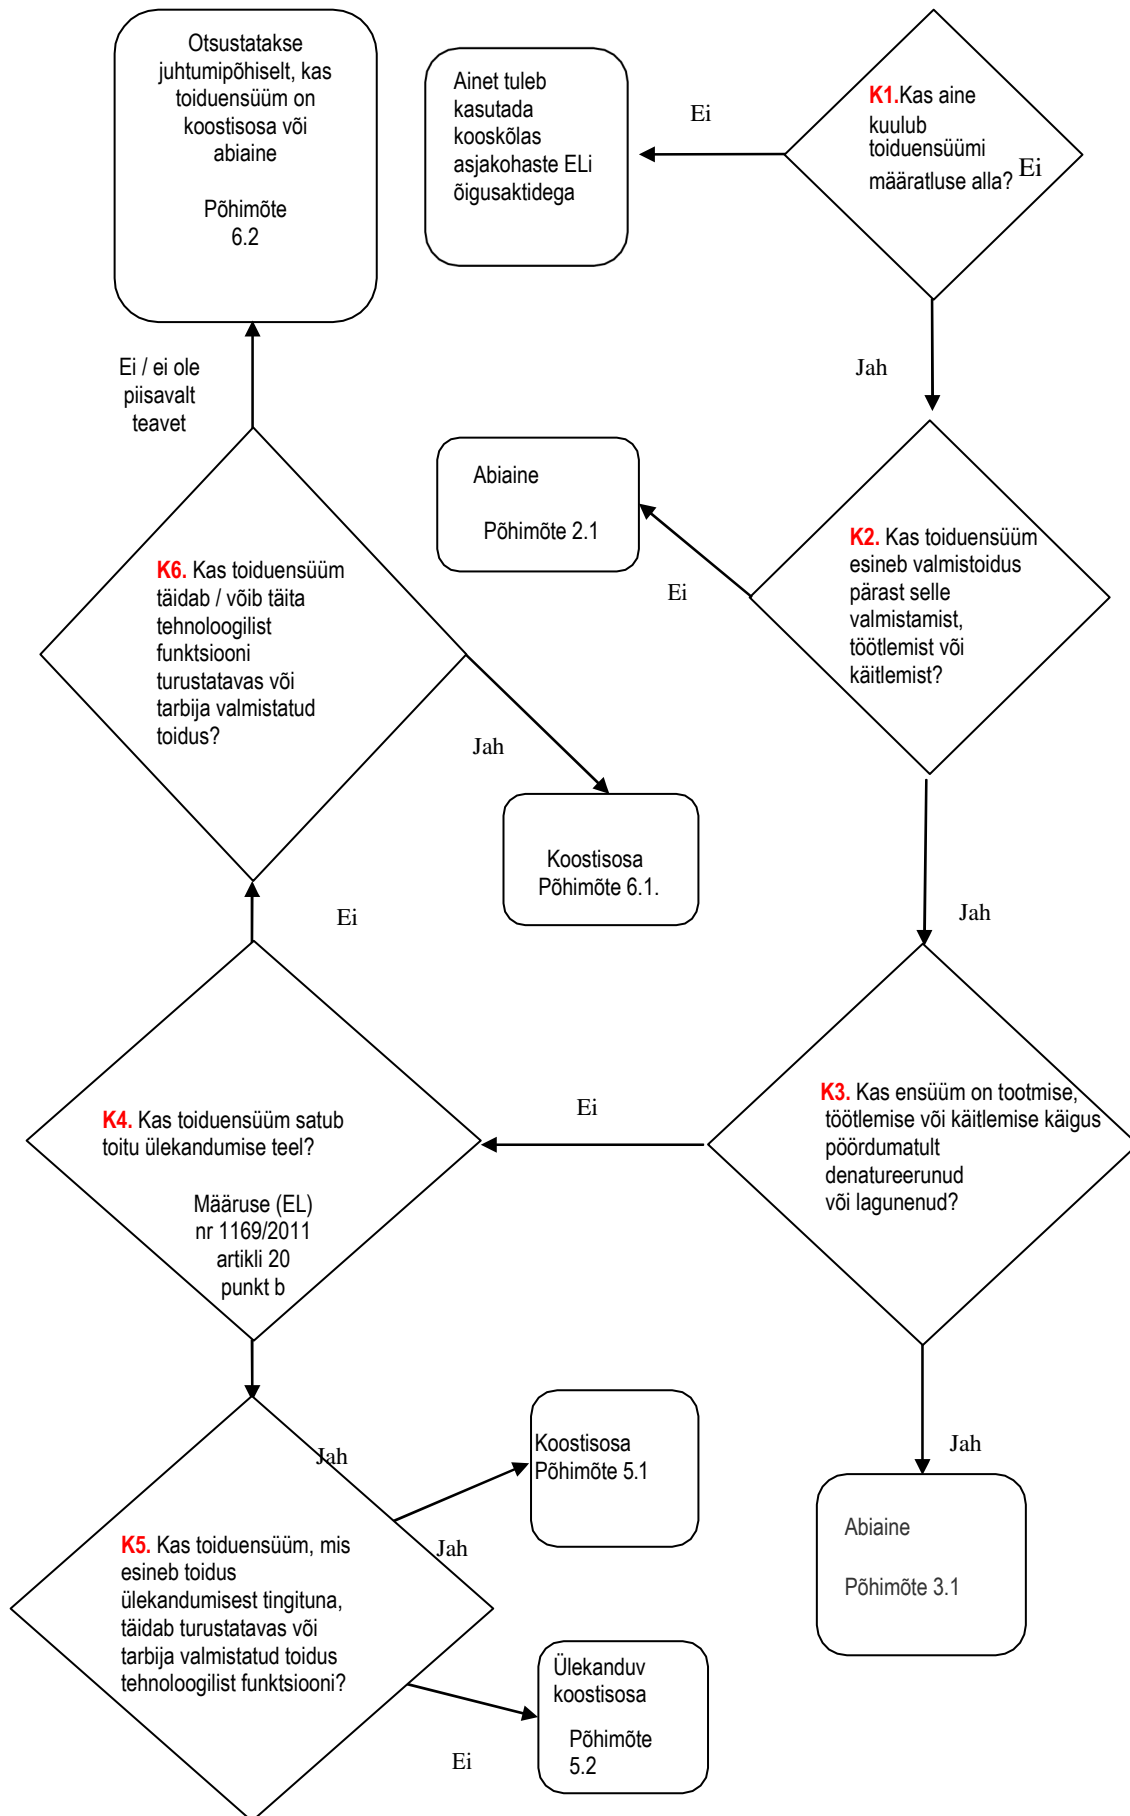 Otsustatakse
juhtumipõhiselt, kas
toiduensüüm on
koostisosa või
abiaine
Põhimõte
6.2
Ainet tuleb
kasutada
kooskõlas
asjakohaste ELi
õigusaktidega
Ei
K1.Kas aine
kuulub
toiduensüümi
määratluse alla?
Ei
Jah
Ei / ei ole
piisavalt
teavet
Abiaine
Põhimõte 2.1
Ei
K2. Kas toiduensüüm
esineb valmistoidus
pärast selle
valmistamist,
töötlemist või
käitlemist?
K6. Kas toiduensüüm
täidab / võib täita
tehnoloogilist
funktsiooni
turustatavas või
tarbija valmistatud
toidus?
Jah
Koostisosa
Põhimõte 6.1.
Ei
Jah
K4. Kas toiduensüüm satub
toitu ülekandumise teel?
Määruse (EL)
nr 1169/2011
artikli 20
punkt b
Ei
K3. Kas ensüüm on tootmise,
töötlemise või käitlemise käigus
pöördumatult
denatureerunud
või lagunenud?
Jah
Koostisosa
Põhimõte 5.1
Jah
Abiaine
Põhimõte 3.1
K5. Kas toiduensüüm, mis
esineb toidus
ülekandumisest tingituna,
täidab turustatavas või
tarbija valmistatud toidus
tehnoloogilist funktsiooni?
Jah
Ülekanduv
koostisosa
Põhimõte
5.2
Ei